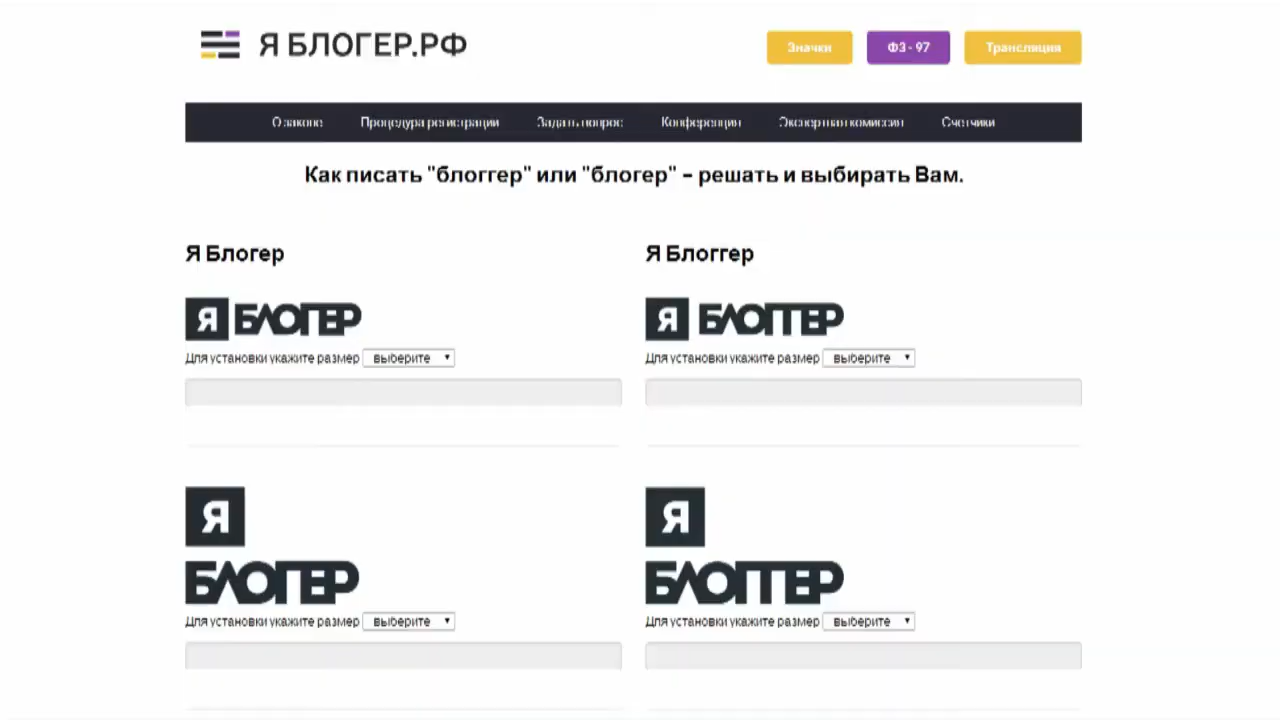 Я БЛОГЕР.РФ
Значки
ФЗ - 97
Трансляция
О законе
Процедура регистрации
Задать вопрос
Конференция
Экспертная комиссия
Счетчики
Как писать "блоггер" или "блогер" - решать и выбирать Вам.
Я Блогер
Я Блоггер
Я БЛОГЕР
Я БЛОГГЕР
Для установки укажите размер выберите
Для установки укажите размер выберите
Я
БЛОГЕР
Я
БЛОГГЕР
Для установки укажите размер выберите
Для установки укажите размер выберите